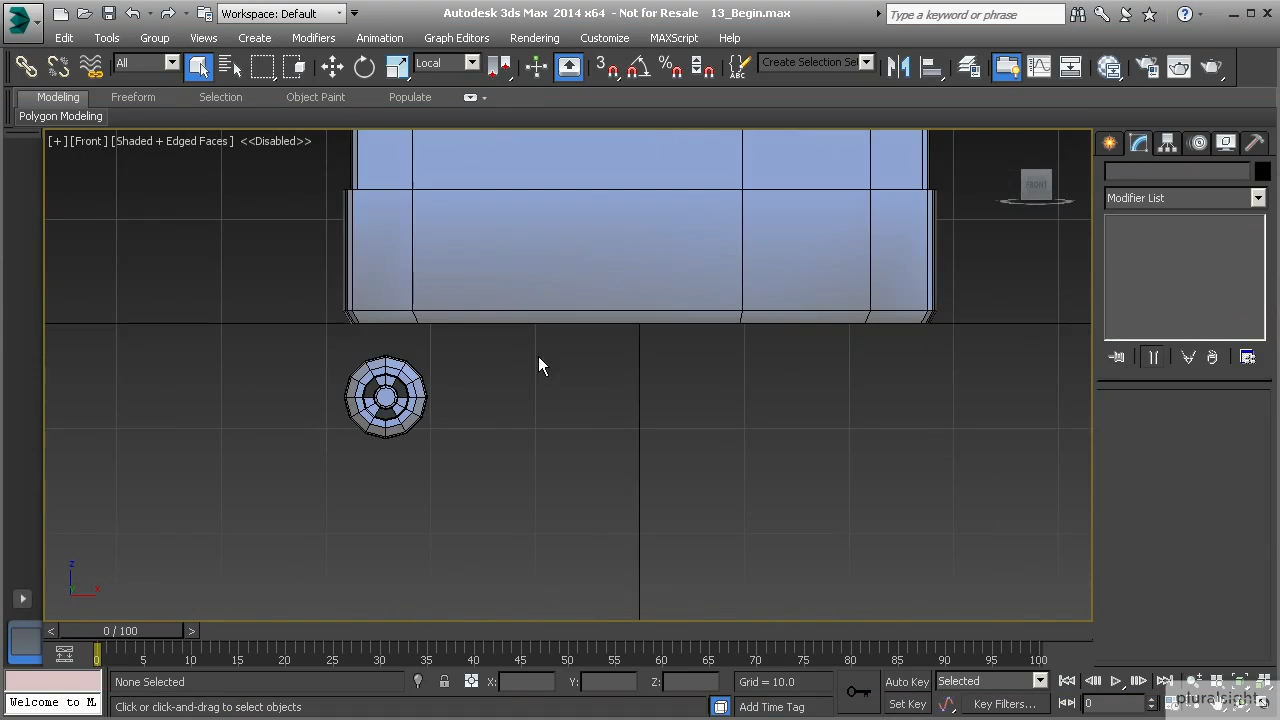 Autodesk 3ds Max 2014 x64 - Not for Resale 13_Begin.max
Workspace: Default
Type a keyword or phrase
Edit Tools Group Views Create Modifiers Animation Graph Editors Rendering Customize MAXScript Help
All
Local
Create Selection Se
Modeling Freeform Selection Object Paint Populate
Polygon Modeling
[+] [Front] [Shaded + Edged Faces] <<Disabled>>
FRONT
Modifier List
z
x
< 0 / 100 >
0 5 10 15 20 25 30 35 40 45 50 55 60 65 70 75 80 85 90 95 100
None Selected X: Y: Z: Grid = 10.0 Auto Key Selected
Welcome to M Click or click-and-drag to select objects Add Time Tag Set Key Key Filters... 0
pluralsight